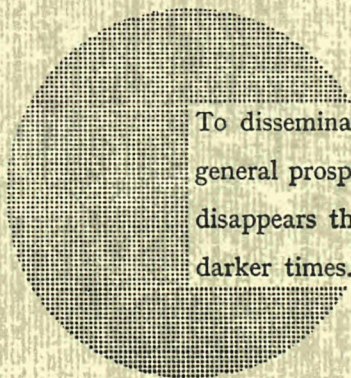 To dissemina
general prosp
disappears th
darker times.